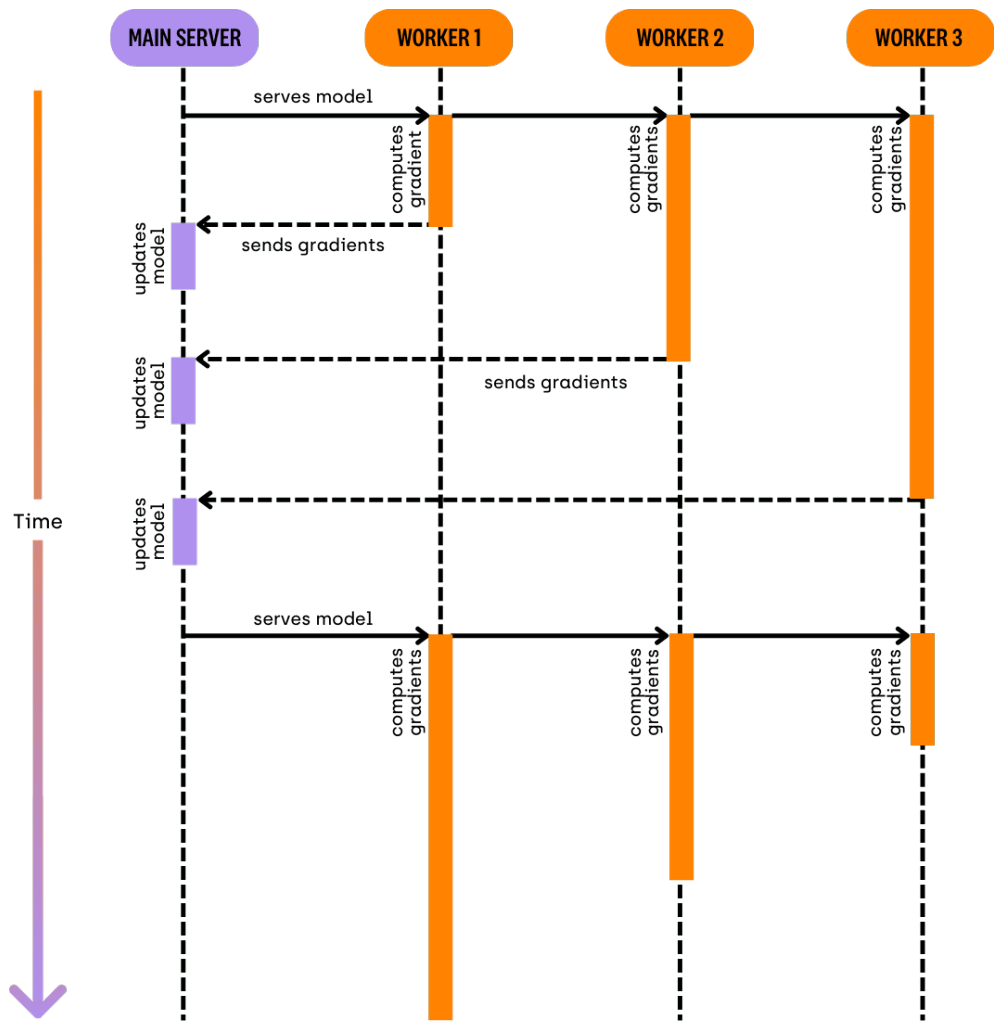 MAIN SERVER
WORKER 1
WORKER 2
WORKER 3
serves model
computes
gradient
computes
gradients
computes
gradients
sends gradients
updates
model
sends gradients
updates
model
Time
updates
model
serves model
computes
gradients
computes
gradients
computes
gradients